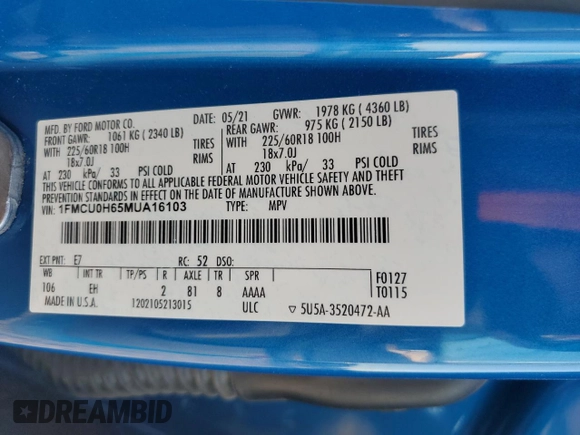 MFD. BY FORD MOTOR CO. DATE: 05/21 GVWR: 1978 KG ( 4360 LB)
FRONT GAWR: 1061 KG ( 2340 LB) REAR GAWR: 975 KG ( 2150 LB)
WITH 225/60R18 100H TIRES WITH 225/60R18 100H TIRES
18x7.0J RIMS 18x7.0J RIMS
AT 230 kPa/ 33 PSI COLD AT 230 kPa/ 33 PSI COLD
THIS VEHICLE CONFORMS TO ALL APPLICABLE FEDERAL MOTOR VEHICLE SAFETY AND THEFT
PREVENTION STANDARDS IN EFFECT ON THE DATE OF MANUFACTURE SHOWN ABOVE.
VIN: 1FMCU0H65MUA16103 TYPE: MPV
EXT PNT: E7 RC: 52 DSO:
WB INT TR TP/PS R AXLE TR SPR F0127
106 EH 2 81 8 AAAA T0115
MADE IN U.S.A. 1202105213015 ULC ▽ 5U5A-3520472-AA
DREAMBID